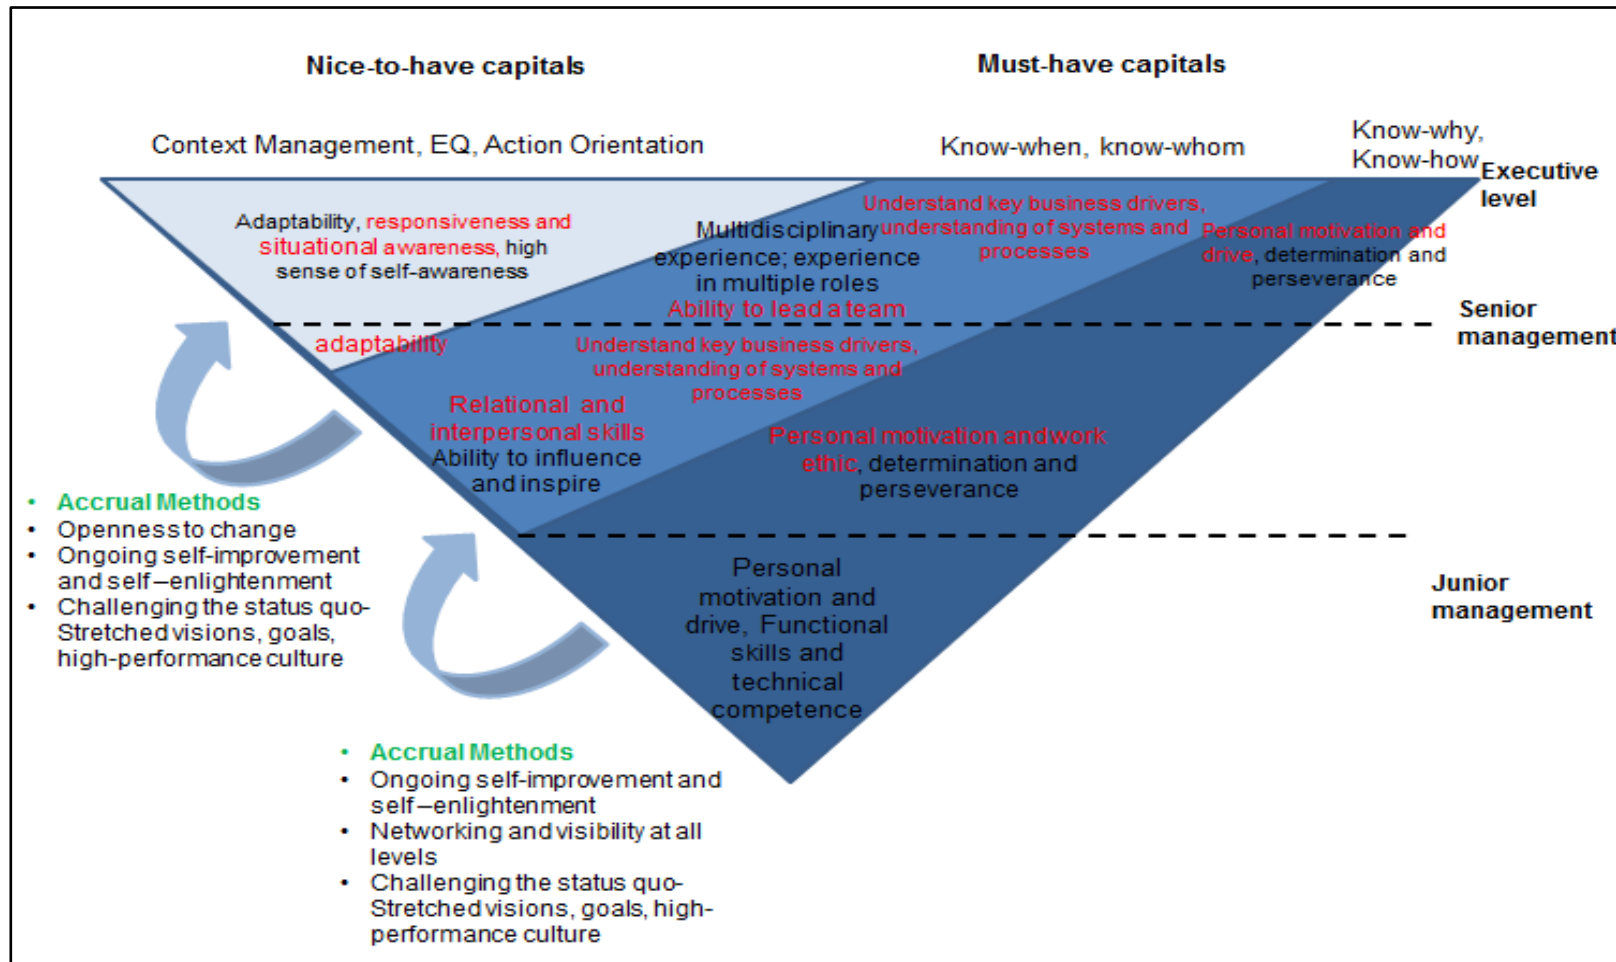 Nice-to-have capitals
Must-have capitals
Context Management, EQ, Action Orientation
Know-when, know-whom
Know-why,
Know-how
Executive
level
Adaptability, responsiveness and
situational awareness, high
sense of self-awareness
Multidisciplinary
experience; experience
in multiple roles
Ability to lead a team
Understand key business drivers,
understanding of systems and
processes
Personal motivation and
drive, determination and
perseverance
Senior
management
adaptability
Understand key business drivers,
understanding of systems and
processes
Relational and
interpersonal skills
Ability to influence
and inspire
Personal motivation and work
ethic, determination and
perseverance
• Accrual Methods
• Openness to change
• Ongoing self-improvement
and self–enlightenment
• Challenging the status quo-
Stretched visions, goals,
high-performance culture
Junior
management
Personal
motivation and
drive, Functional
skills and
technical
competence
• Accrual Methods
• Ongoing self-improvement and
self–enlightenment
• Networking and visibility at all
levels
• Challenging the status quo-
Stretched visions, goals, high-
performance culture